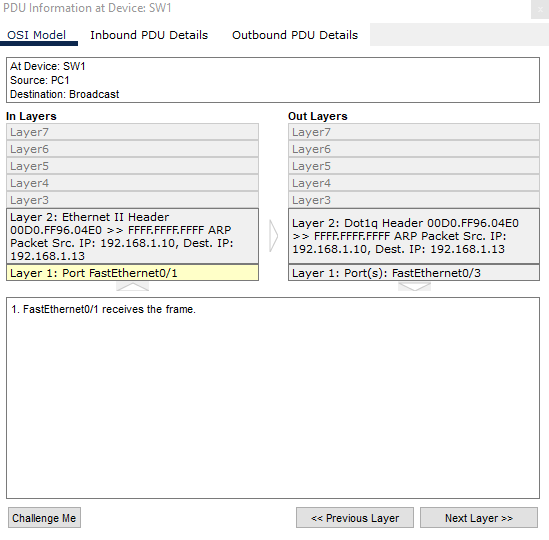 PDU Information at Device: SW1
OSI Model Inbound PDU Details Outbound PDU Details
At Device: SW1
Source: PC1
Destination: Broadcast
In Layers
Layer7
Layer6
Layer5
Layer4
Layer3
Layer 2: Ethernet II Header
00D0.FF96.04E0 >> FFFF.FFFF.FFFF ARP
Packet Src. IP: 192.168.1.10, Dest. IP:
192.168.1.13
Layer 1: Port FastEthernet0/1
Out Layers
Layer7
Layer6
Layer5
Layer4
Layer3
Layer 2: Dot1q Header 00D0.FF96.04E0
>> FFFF.FFFF.FFFF ARP Packet Src. IP:
192.168.1.10, Dest. IP: 192.168.1.13
Layer 1: Port(s): FastEthernet0/3
1. FastEthernet0/1 receives the frame.
Challenge Me << Previous Layer Next Layer >>